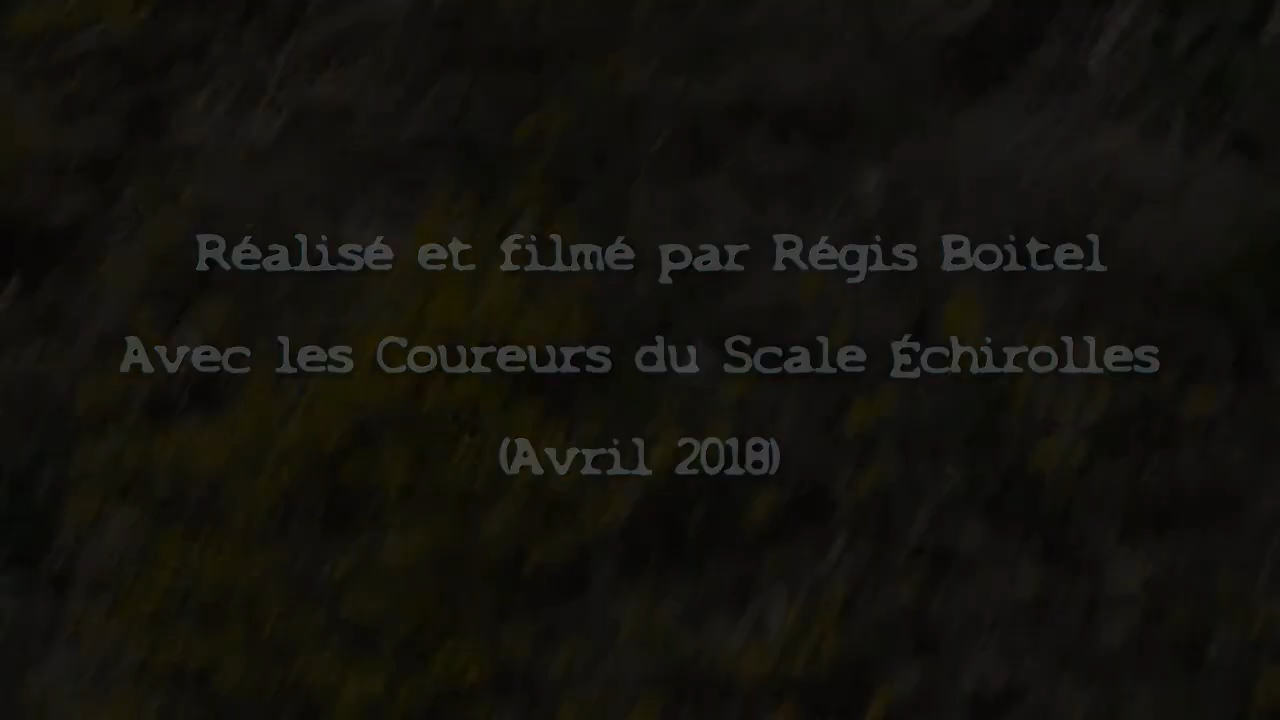 Réalisé et filmé par Régis Boitel
Avec les Coureurs du Scale Échirolles
(Avril 2018)